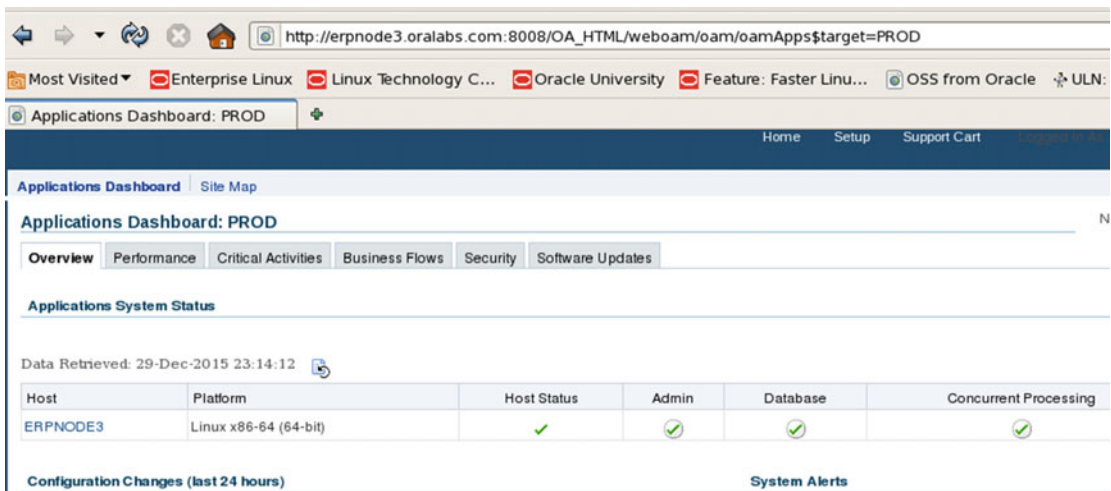 http://erpnode3.oralabs.com:8008/OA_HTML/weboam/oam/oamApps$target=PROD
Most Visited Enterprise Linux Linux Technology C... Oracle University Feature: Faster Linu... OSS from Oracle ULN:
Applications Dashboard: PROD
Home Setup Support Cart Logged In As
Applications Dashboard Site Map
Applications Dashboard: PROD N
Overview Performance Critical Activities Business Flows Security Software Updates
Applications System Status
Data Retrieved: 29-Dec-2015 23:14:12
Host Platform Host Status Admin Database Concurrent Processing
ERPNODE3 Linux x86-64 (64-bit)
Configuration Changes (last 24 hours) System Alerts